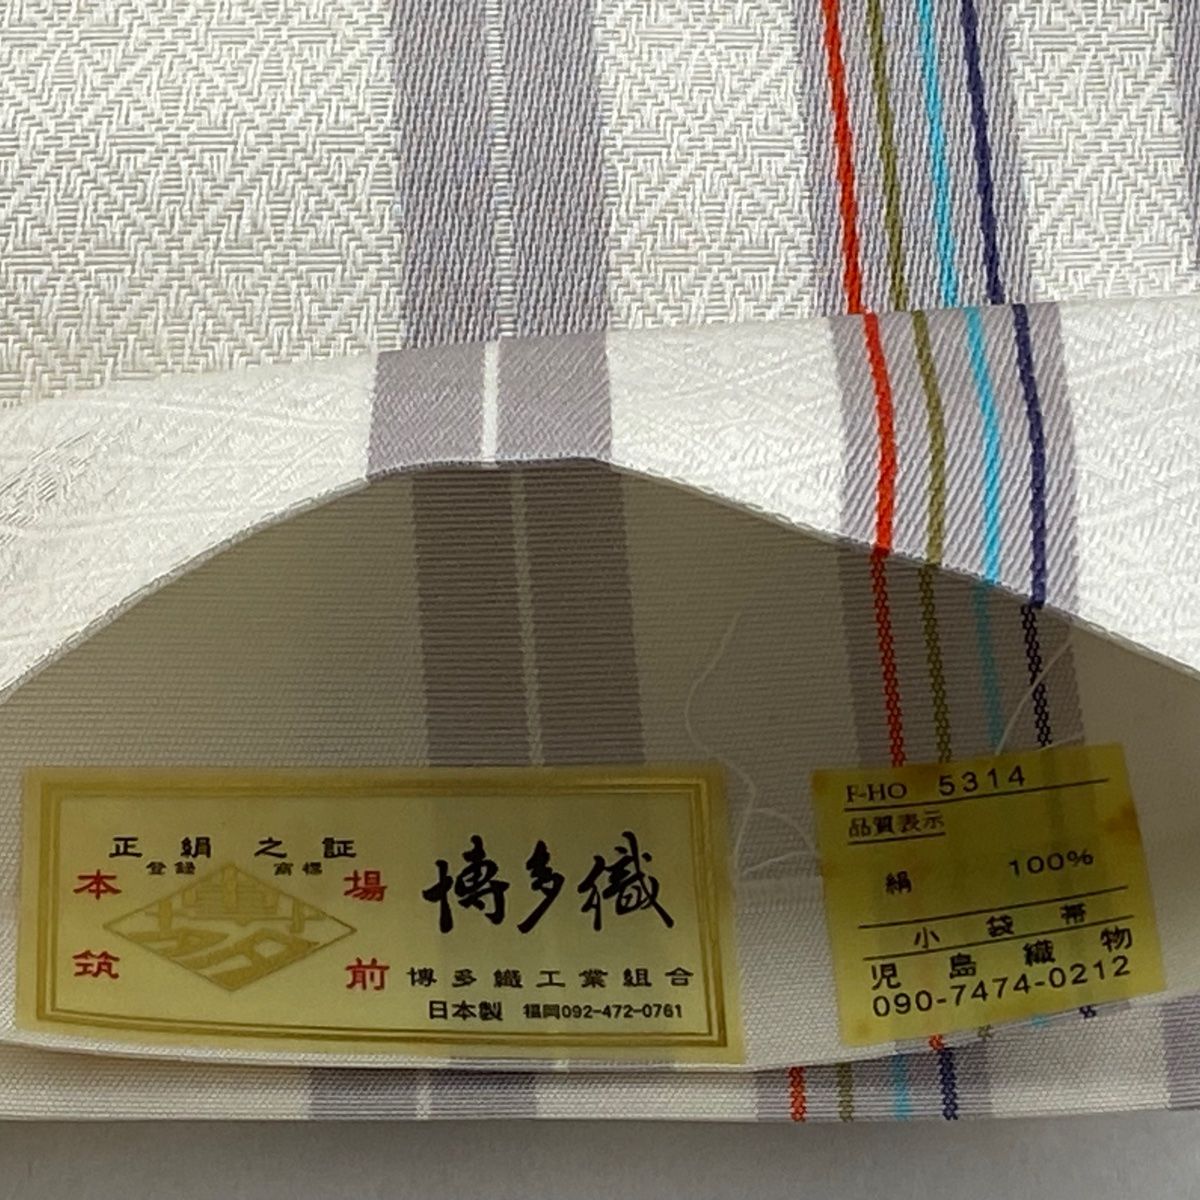 正絹之証
登録 商標
本場
筑前
博多織
博多織工業組合
日本製 福岡092-472-0761
F-HO 5314
品質表示
絹 100%
小袋帯
児島織物
090-7474-0212